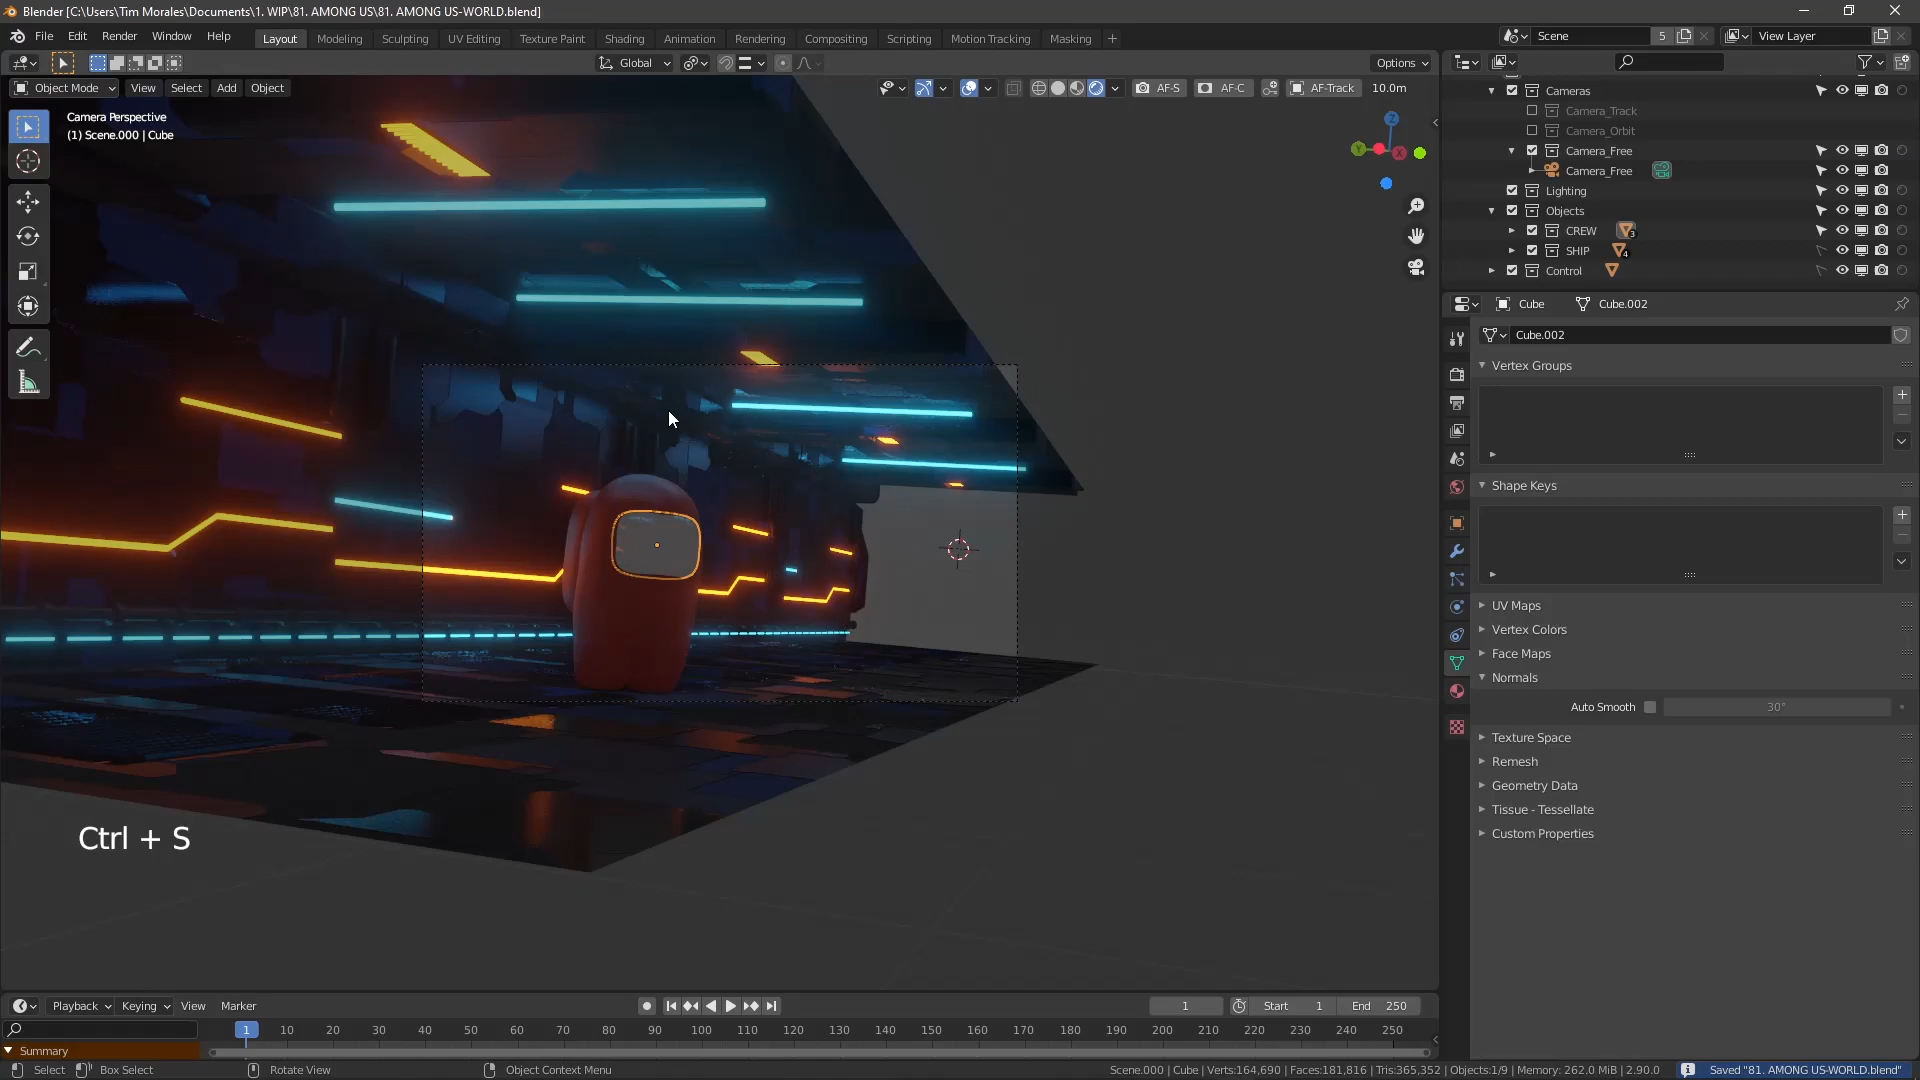 Blender [C:\Users\Tim Morales\Documents\1. WIP\81. AMONG US\81. AMONG US-WORLD.blend]
File Edit Render Window Help Layout Modeling Sculpting UV Editing Texture Paint Shading Animation Rendering Compositing Scripting Motion Tracking Masking + Scene 5 View Layer
Global Options
Object Mode View Select Add Object AF-S AF-C AF-Track 10.0m
Camera Perspective
(1) Scene.000 | Cube
Z
Y X
Ctrl + S
Cameras
Camera_Track
Camera_Orbit
Camera_Free
Camera_Free
Lighting
Objects
CREW 3
SHIP 4
Control
Cube Cube.002
Cube.002
Vertex Groups
Shape Keys
UV Maps
Vertex Colors
Face Maps
Normals
Auto Smooth 30°
Texture Space
Remesh
Geometry Data
Tissue - Tessellate
Custom Properties
Playback Keying View Marker 1 Start 1 End 250
1 10 20 30 40 50 60 70 80 90 100 110 120 130 140 150 160 170 180 190 200 210 220 230 240 250
Summary
Select Box Select Rotate View Object Context Menu Scene.000 | Cube | Verts:164,690 | Faces:181,816 | Tris:365,352 | Objects:1/9 | Memory: 262.0 MiB | 2.90.0 Saved "81. AMONG US-WORLD.blend"